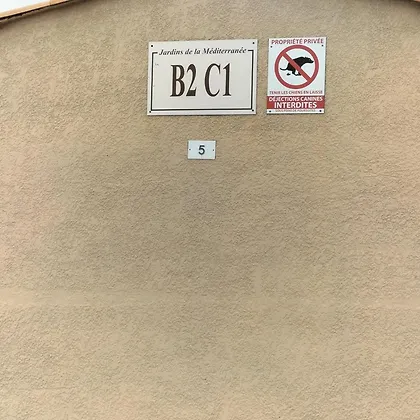 Jardins de la Méditerranée
B2 C1
PROPRIÉTÉ PRIVÉE
TENIR LES CHIENS EN LAISSE
DÉJECTIONS CANINES
INTERDITES
5